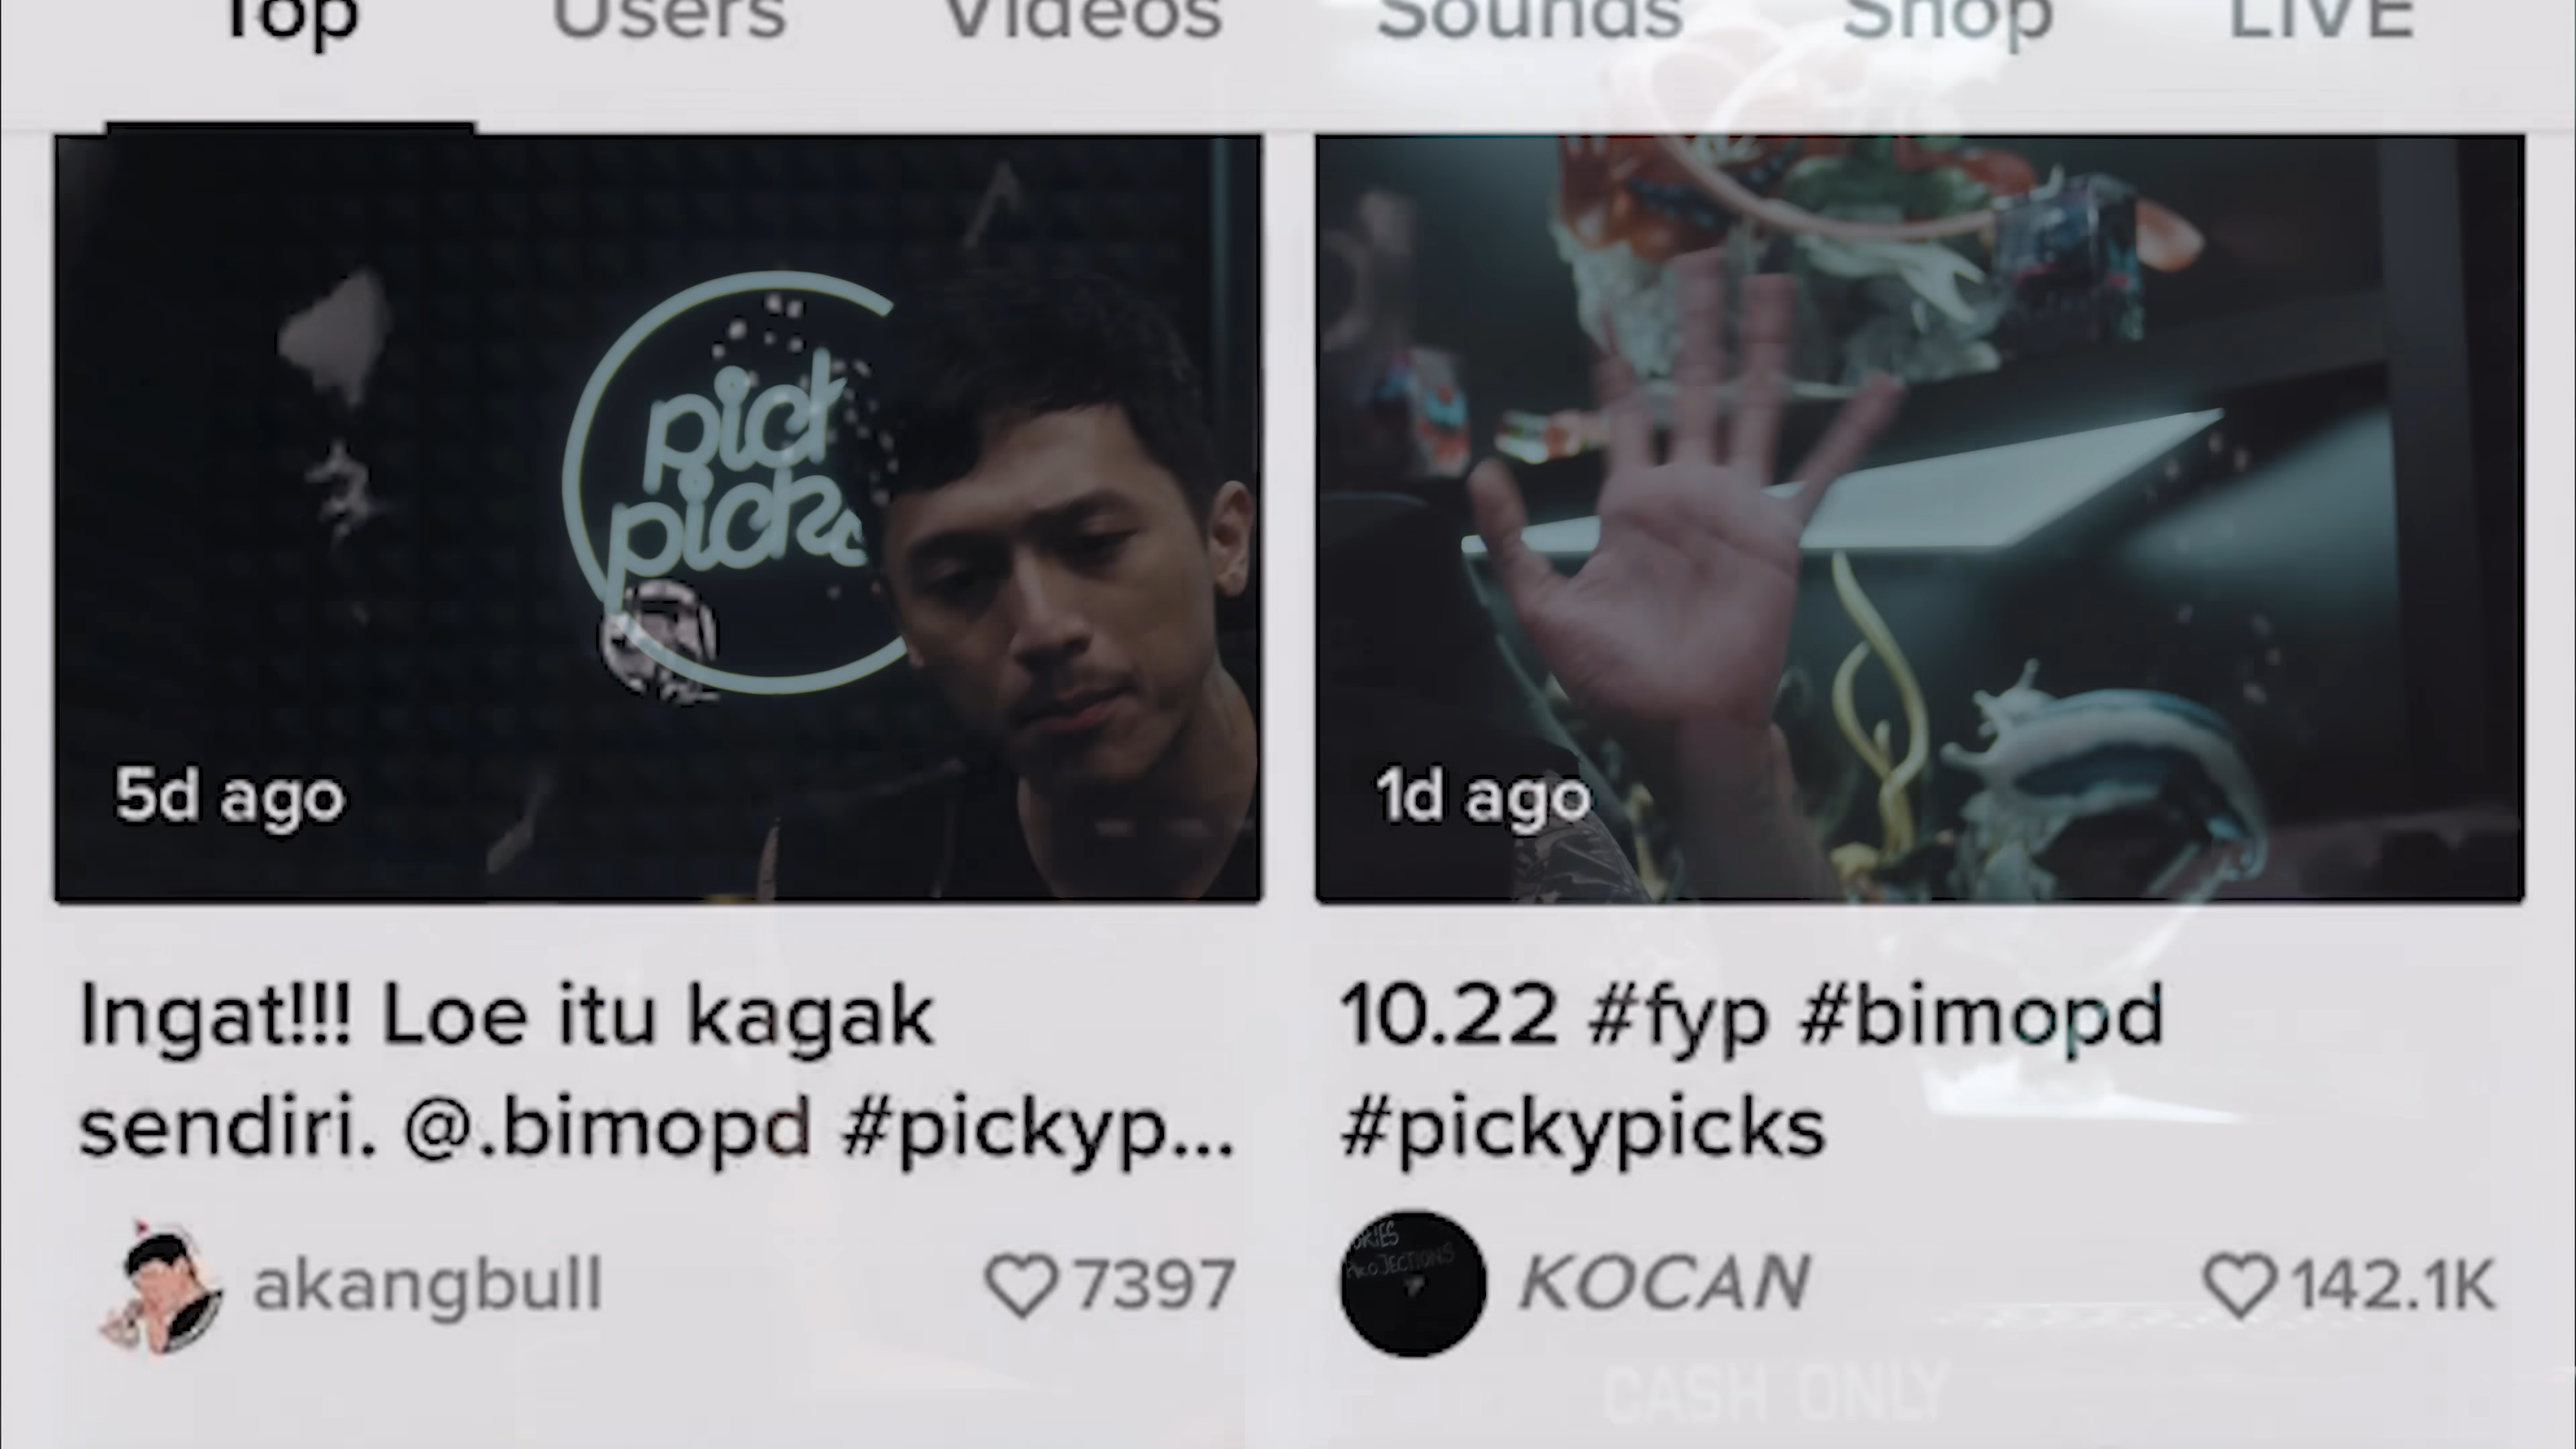 Top Users Videos Sounds Shop LIVE
pick
picks
5d ago
1d ago
Ingat!!! Loe itu kagak
sendiri. @.bimopd #pickyp...
10.22 #fyp #bimopd
#pickypicks
akangbull 7397
KOCAN 142.1K
CASH ONLY